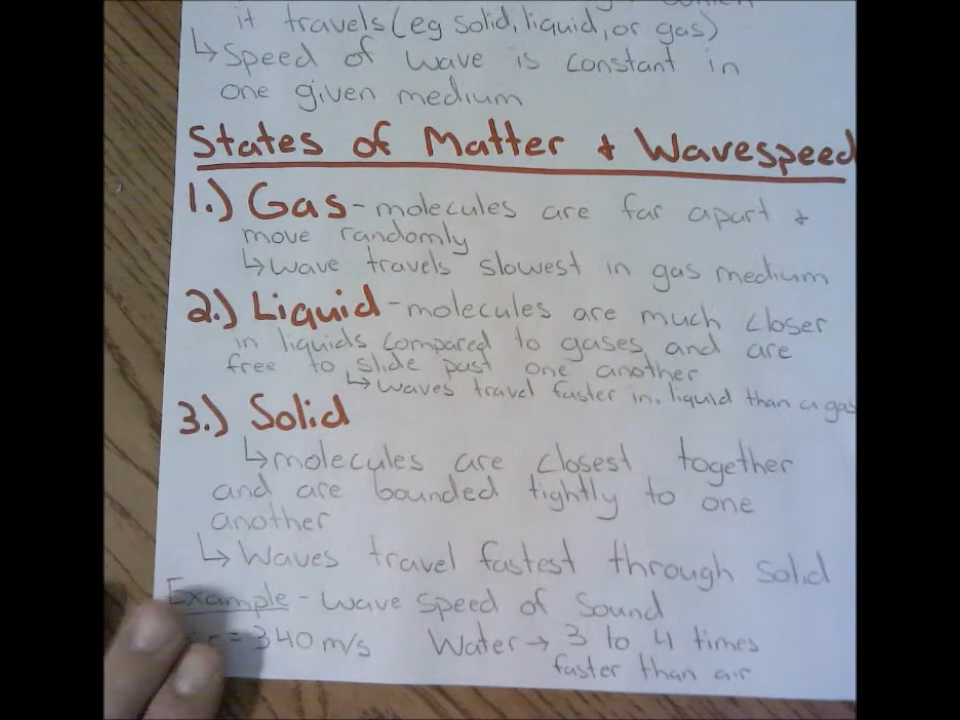 it travels (eg solid, liquid, or gas)
↳ Speed of wave is constant in
one given medium
States of Matter + Wavespeed
1.) Gas - molecules are far apart +
move randomly
↳ wave travels slowest in gas medium
2.) Liquid - molecules are much closer
in liquids compared to gases and are
free to slide past one another
↳ waves travel faster in liquid than a gas
3.) Solid
↳ molecules are closest together
and are bounded tightly to one
another
↳ Waves travel fastest through solid
Example - wave speed of sound
= 340 m/s Water → 3 to 4 times
faster than air